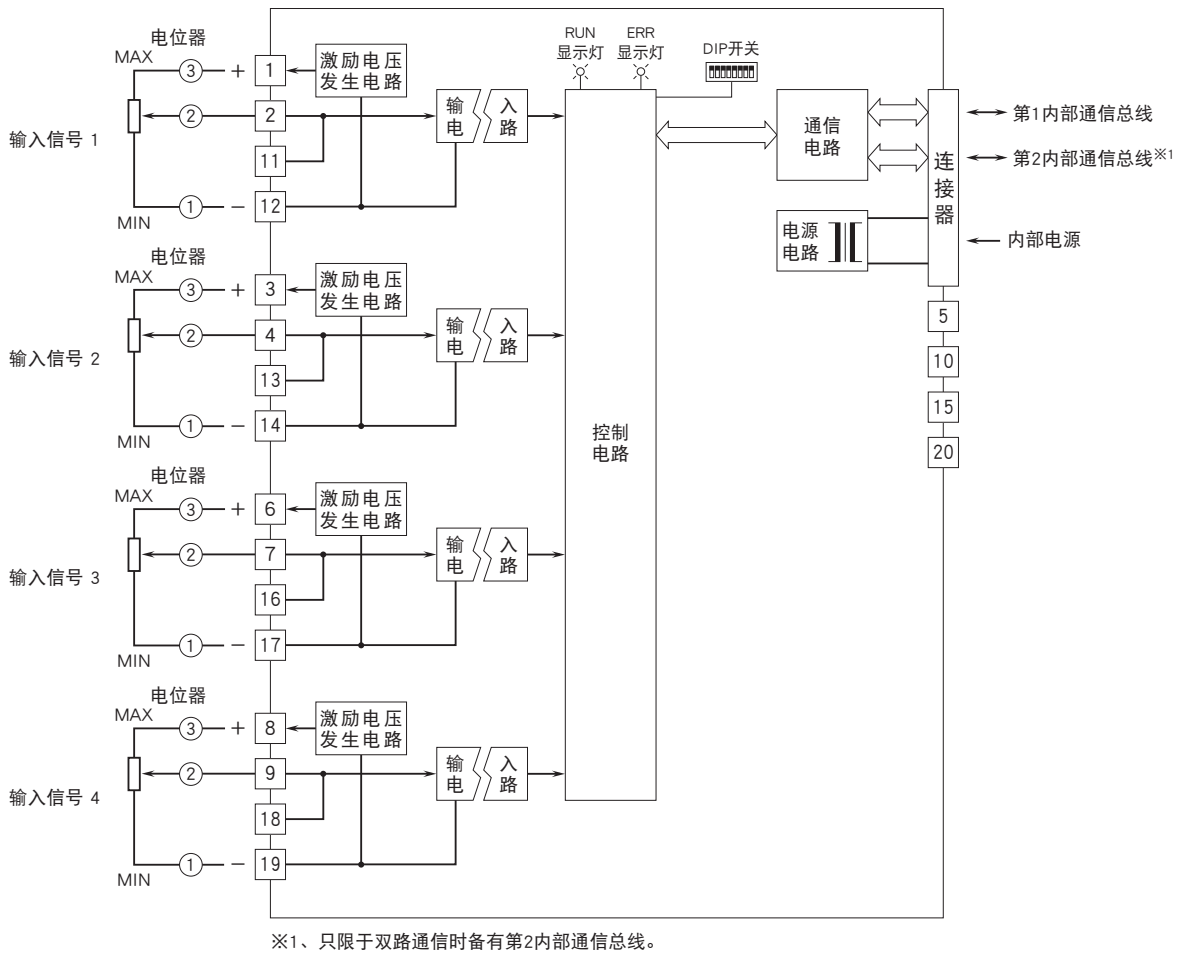 RUN
显示灯
ERR
显示灯
DIP开关
电位器
MAX
3
+
1
激励电压
发生电路
2
2
输入
电路
输入信号 1
11
1
−
12
MIN
电位器
MAX
3
+
3
激励电压
发生电路
2
4
输入
电路
输入信号 2
13
1
−
14
MIN
电位器
MAX
3
+
6
激励电压
发生电路
2
7
输入
电路
输入信号 3
16
1
−
17
MIN
电位器
MAX
3
+
8
激励电压
发生电路
2
9
输入
电路
输入信号 4
18
1
−
19
MIN
控制
电路
通信
电路
电源
电路
连接器
第1内部通信总线
第2内部通信总线※1
内部电源
5
10
15
20
※1、只限于双路通信时备有第2内部通信总线。